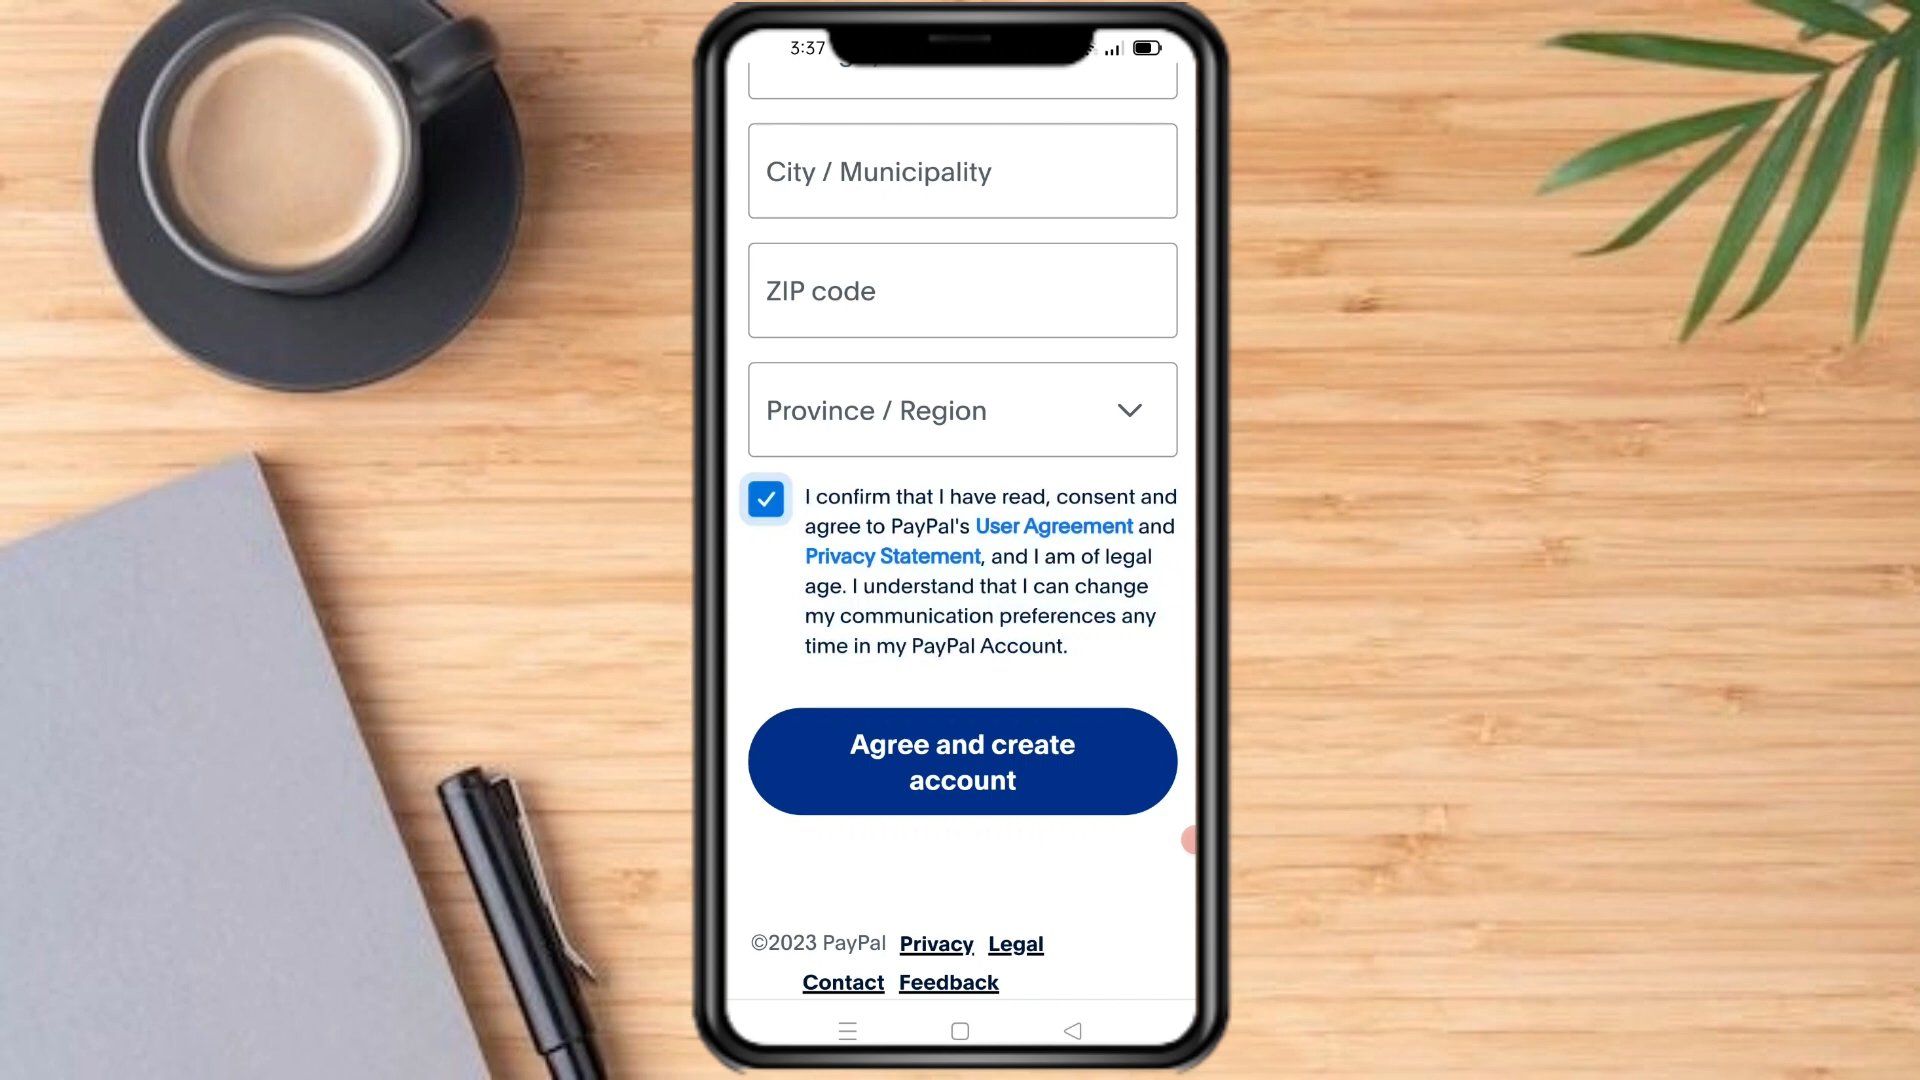 3:37
City / Municipality
ZIP code
Province / Region
I confirm that I have read, consent and
agree to PayPal's User Agreement and
Privacy Statement, and I am of legal
age. I understand that I can change
my communication preferences any
time in my PayPal Account.
Agree and create
account
©2023 PayPal Privacy Legal
Contact Feedback